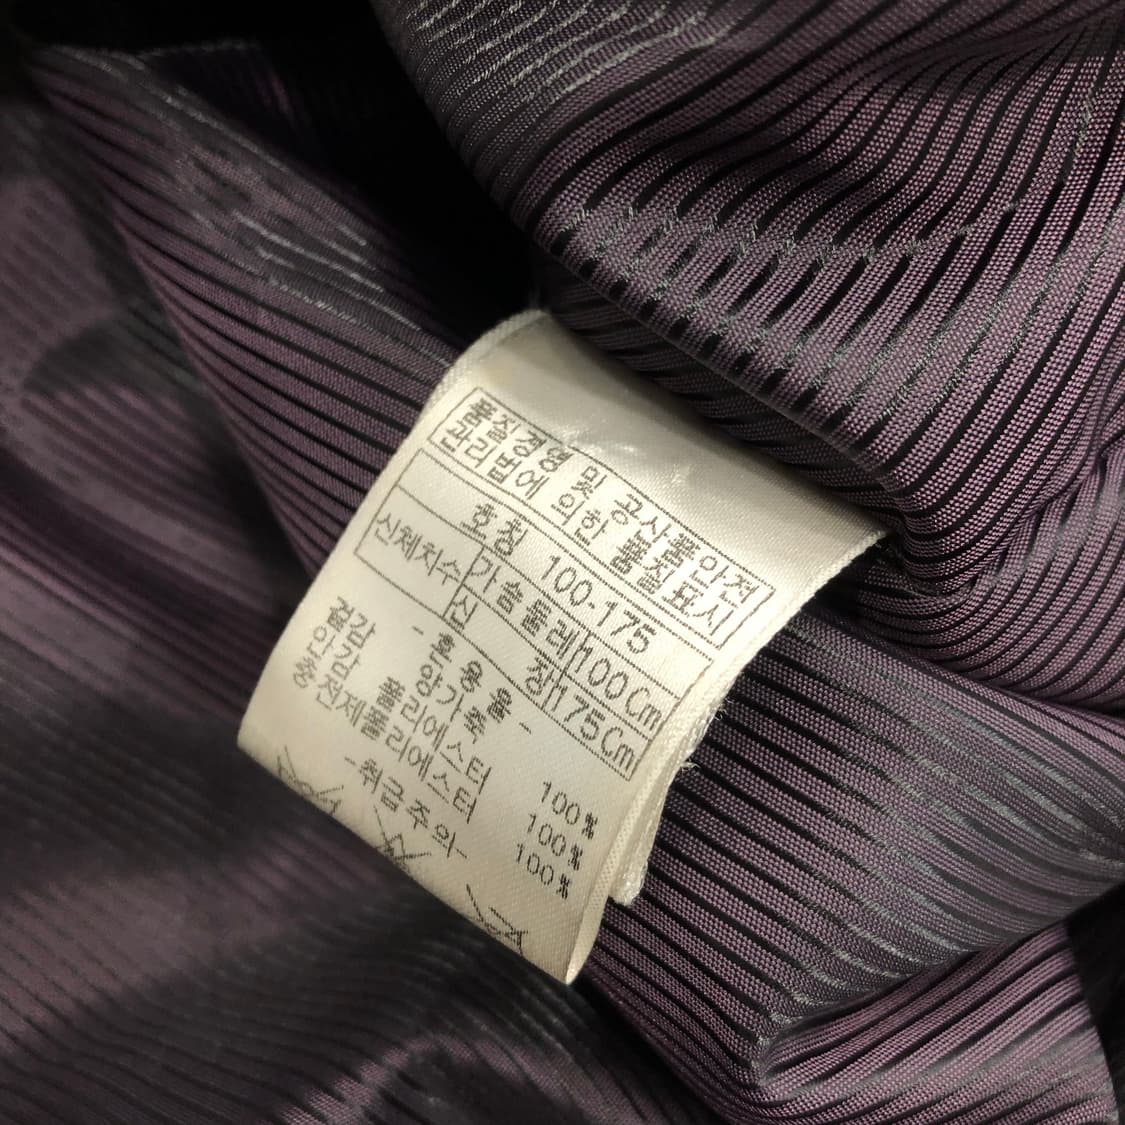 품질경영 및 공산품안전
관리법에 의한 품질표시
호칭 100-175
신체치수 가슴둘레 100Cm
신 장 175Cm
- 혼용율 -
겉감 양가죽 100%
안감 폴리에스터 100%
충전제폴리에스터 100%
-취급주의-